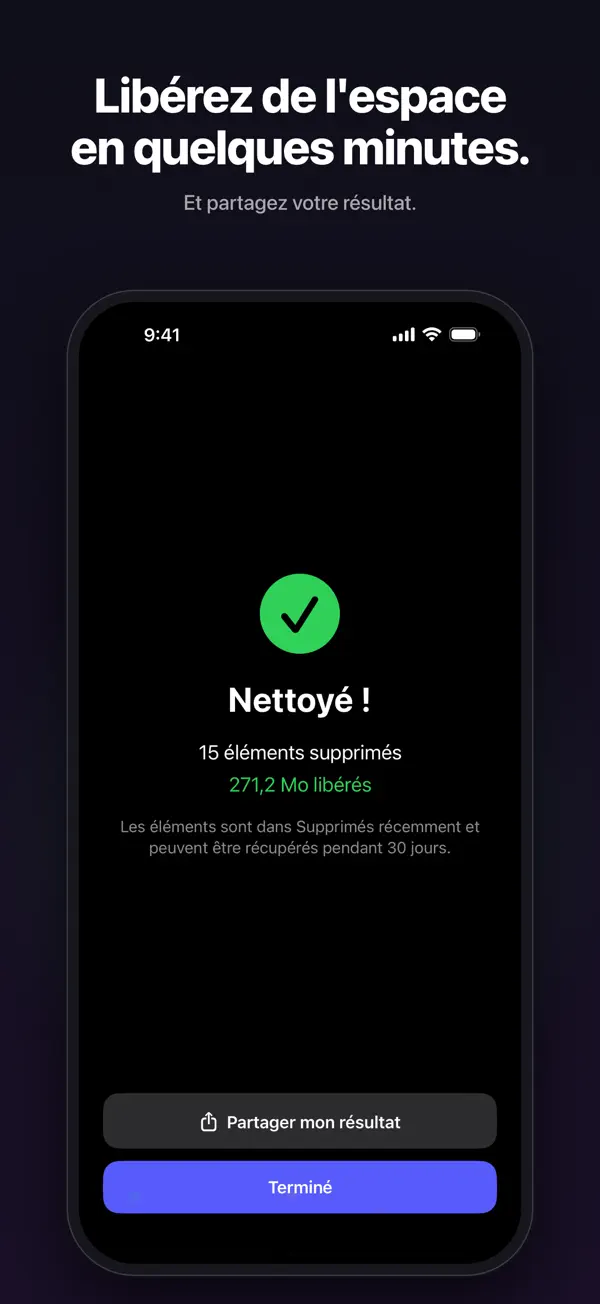 Libérez de l'espace
en quelques minutes.
Et partagez votre résultat.
9:41
Nettoyé !
15 éléments supprimés
271,2 Mo libérés
Les éléments sont dans Supprimés récemment et
peuvent être récupérés pendant 30 jours.
Partager mon résultat
Terminé